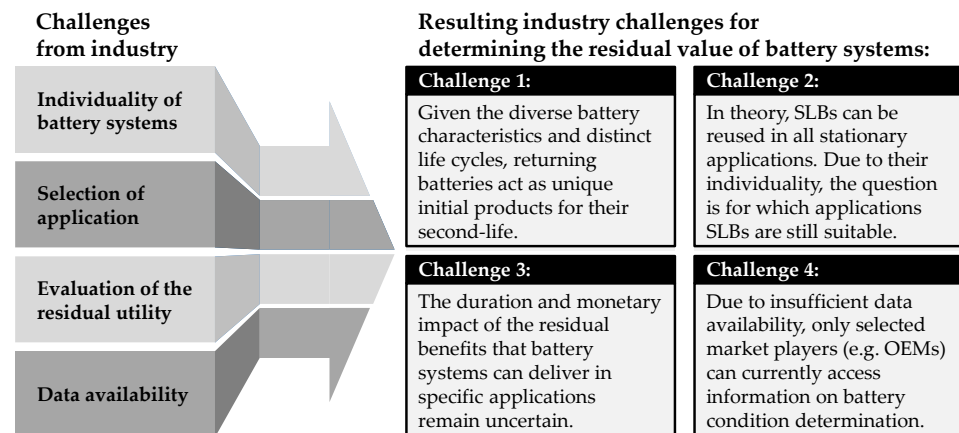 Challenges
from industry
Individuality of
battery systems
Selection of
application
Evaluation of the
residual utility
Data availability
Resulting industry challenges for
determining the residual value of battery systems:
Challenge 1:
Given the diverse battery
characteristics and distinct
life cycles, returning
batteries act as unique
initial products for their
second-life.
Challenge 2:
In theory, SLBs can be
reused in all stationary
applications. Due to their
individuality, the question
is for which applications
SLBs are still suitable.
Challenge 3:
The duration and monetary
impact of the residual
benefits that battery
systems can deliver in
specific applications
remain uncertain.
Challenge 4:
Due to insufficient data
availability, only selected
market players (e.g. OEMs)
can currently access
information on battery
condition determination.